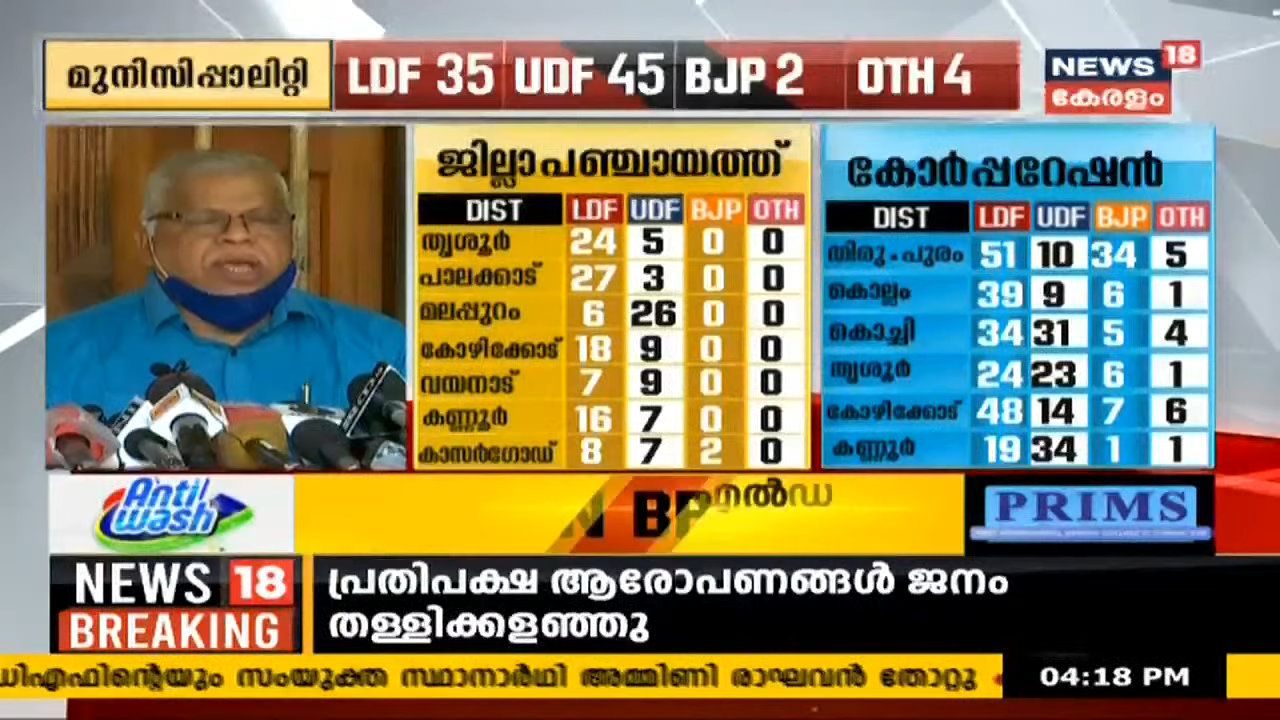 മുനിസിപ്പാലിറ്റി LDF 35 UDF 45 BJP 2 OTH 4
NEWS 18
കേരളം
ജില്ലാ പഞ്ചായത്ത്
DIST LDF UDF BJP OTH
തൃശൂർ 24 5 0 0
പാലക്കാട് 27 3 0 0
മലപ്പുറം 6 26 0 0
കോഴിക്കോട് 18 9 0 0
വയനാട് 7 9 0 0
കണ്ണൂർ 16 7 0 0
കാസർഗോഡ് 8 7 2 0
കോർപ്പറേഷൻ
DIST LDF UDF BJP OTH
തിരു.പുരം 51 10 34 5
കൊല്ലം 39 9 6 1
കൊച്ചി 34 31 5 4
തൃശൂർ 24 23 6 1
കോഴിക്കോട് 48 14 7 6
കണ്ണൂർ 19 34 1 1
Anti Wash
PRIMS
NEWS 18
BREAKING
പ്രതിപക്ഷ ആരോപണങ്ങൾ ജനം
തള്ളിക്കളഞ്ഞു
സംയുക്ത സ്ഥാനാർഥി അമ്മിണി രാഘവൻ തോറ്റു
04:18 PM